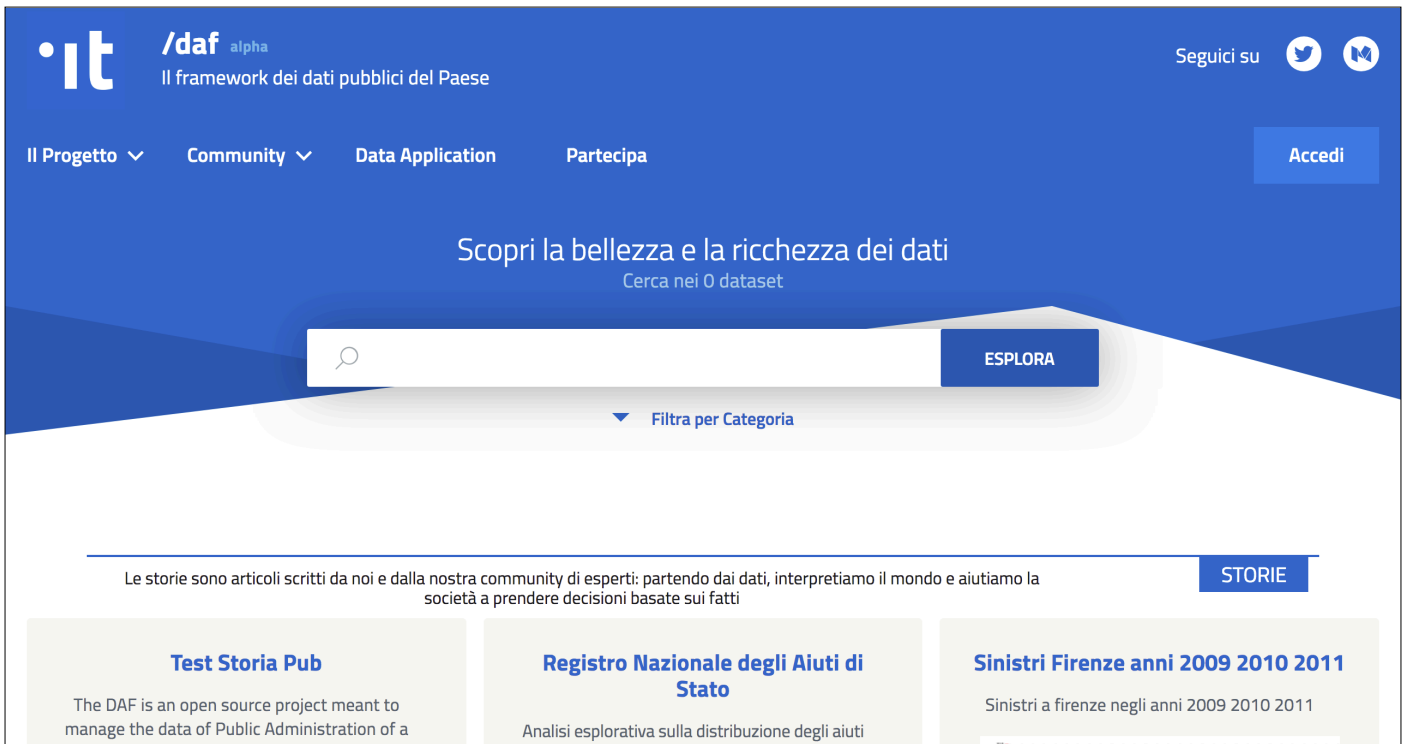 ·ıt
/daf alpha
Il framework dei dati pubblici del Paese
Seguici su
Il Progetto
Community
Data Application
Partecipa
Accedi
Scopri la bellezza e la ricchezza dei dati
Cerca nei 0 dataset
ESPLORA
Filtra per Categoria
STORIE
Le storie sono articoli scritti da noi e dalla nostra community di esperti: partendo dai dati, interpretiamo il mondo e aiutiamo la
società a prendere decisioni basate sui fatti
Test Storia Pub
The DAF is an open source project meant to
manage the data of Public Administration of a
Registro Nazionale degli Aiuti di
Stato
Analisi esplorativa sulla distribuzione degli aiuti
Sinistri Firenze anni 2009 2010 2011
Sinistri a firenze negli anni 2009 2010 2011